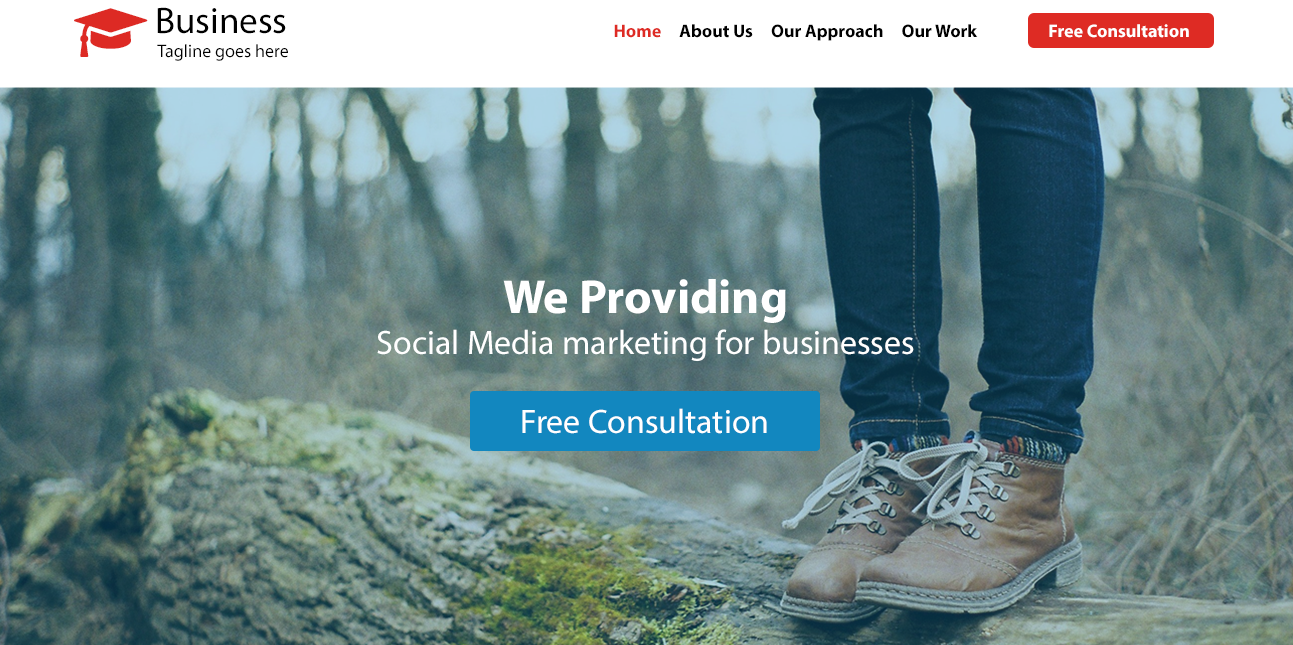 Business
Tagline goes here
Home About Us Our Approach Our Work Free Consultation
We Providing
Social Media marketing for businesses
Free Consultation